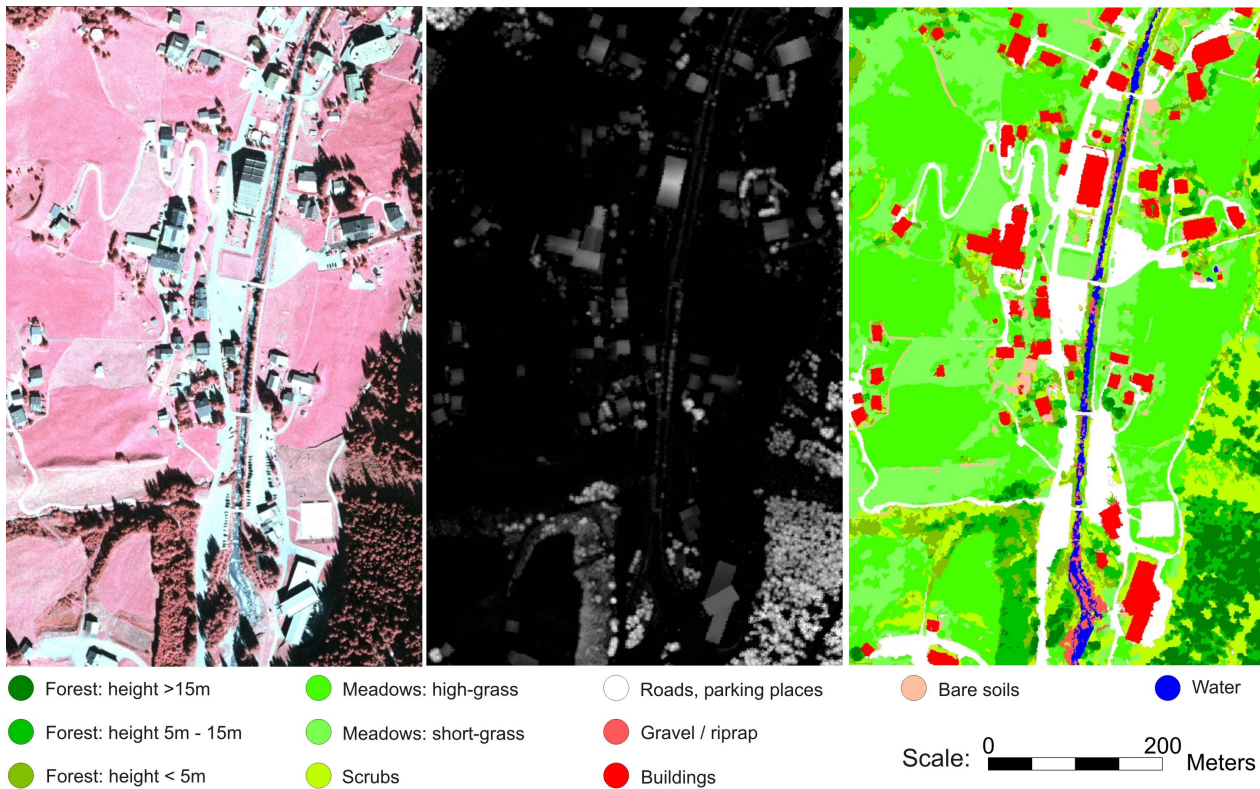 Forest: height >15m
Meadows: high-grass
Roads, parking places
Bare soils
Water
Forest: height 5m - 15m
Meadows: short-grass
Gravel / riprap
Scale: 0 200 Meters
Forest: height < 5m
Scrubs
Buildings